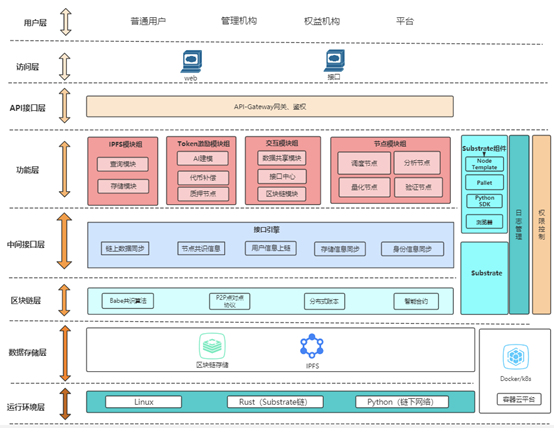 用户层
普通用户
管理机构
权益机构
平台
访问层
web
接口
API接口层
API-Gateway网关、鉴权
功能层
IPFS模块组
查询模块
存储模块
Token激励模块组
AI建模
代币补偿
质押节点
交互模块组
数据共享模块
接口中心
区块链模块
节点模块组
调度节点
分析节点
量化节点
验证节点
Substrate组件
Node
Template
Pallet
Python
SDK
浏览器
Substrate
日志管理
权限控制
中间接口层
接口引擎
链上数据同步
节点共识信息
用户信息上链
存储信息同步
身份信息同步
区块链层
Babe共识算法
P2P点对点
协议
分布式账本
智能合约
数据存储层
区块链存储
IPFS
Docker/k8s
容器云平台
运行环境层
Linux
Rust（Substrate链）
Python（链下网络）